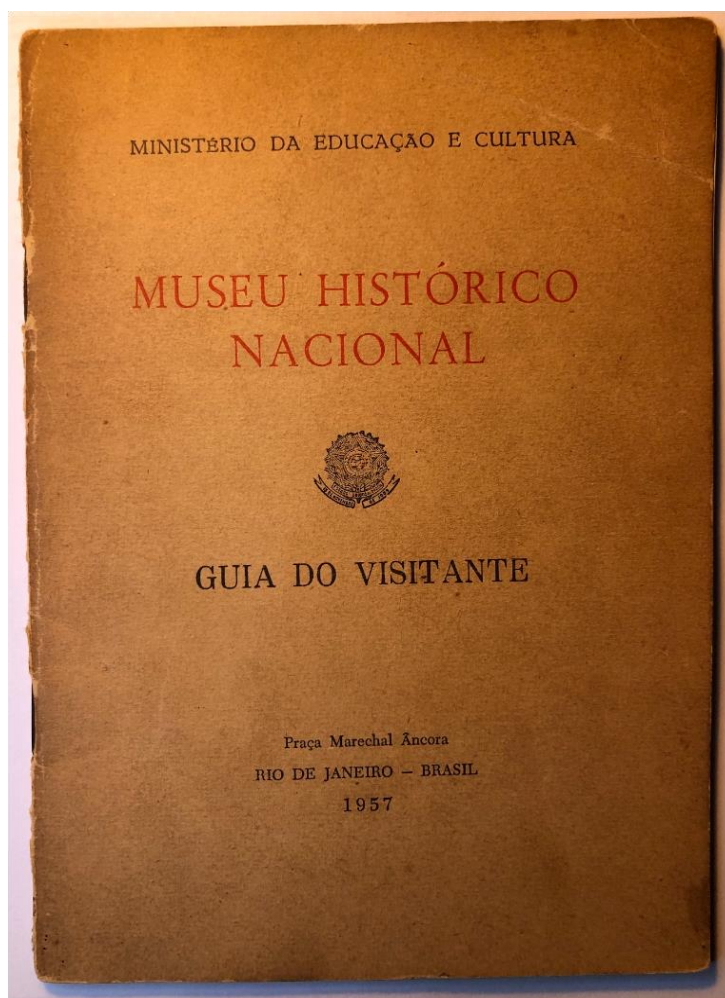 MINISTÉRIO DA EDUCAÇÃO E CULTURA
MUSEU HISTÓRICO
NACIONAL
GUIA DO VISITANTE
Praça Marechal Âncora
RIO DE JANEIRO – BRASIL
1957